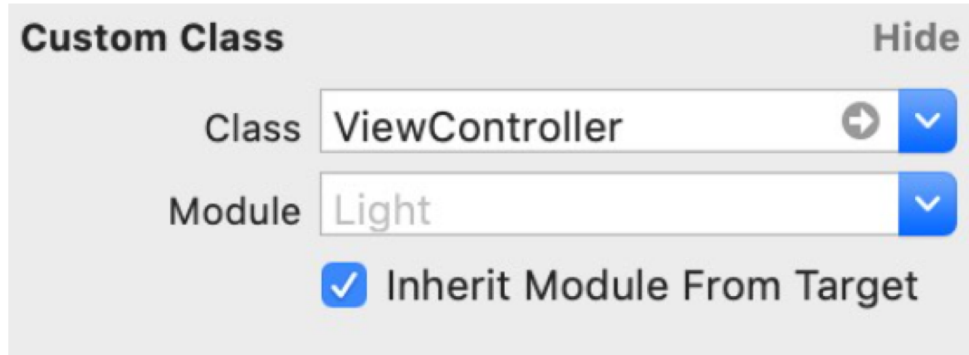 Custom Class Hide
Class ViewController
Module Light
Inherit Module From Target